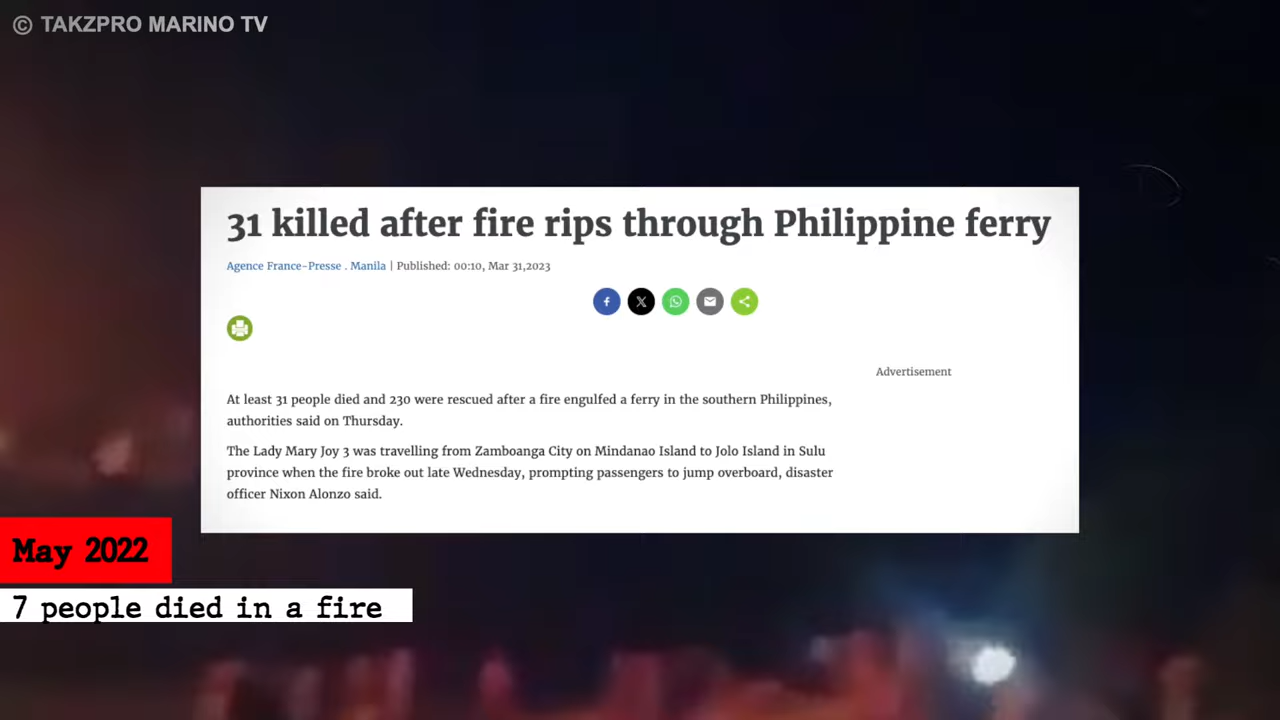 © TAKZPRO MARINO TV
31 killed after fire rips through Philippine ferry
Agence France-Presse . Manila | Published: 00:10, Mar 31,2023
Advertisement
At least 31 people died and 230 were rescued after a fire engulfed a ferry in the southern Philippines,
authorities said on Thursday.
The Lady Mary Joy 3 was travelling from Zamboanga City on Mindanao Island to Jolo Island in Sulu
province when the fire broke out late Wednesday, prompting passengers to jump overboard, disaster
officer Nixon Alonzo said.
May 2022
7 people died in a fire